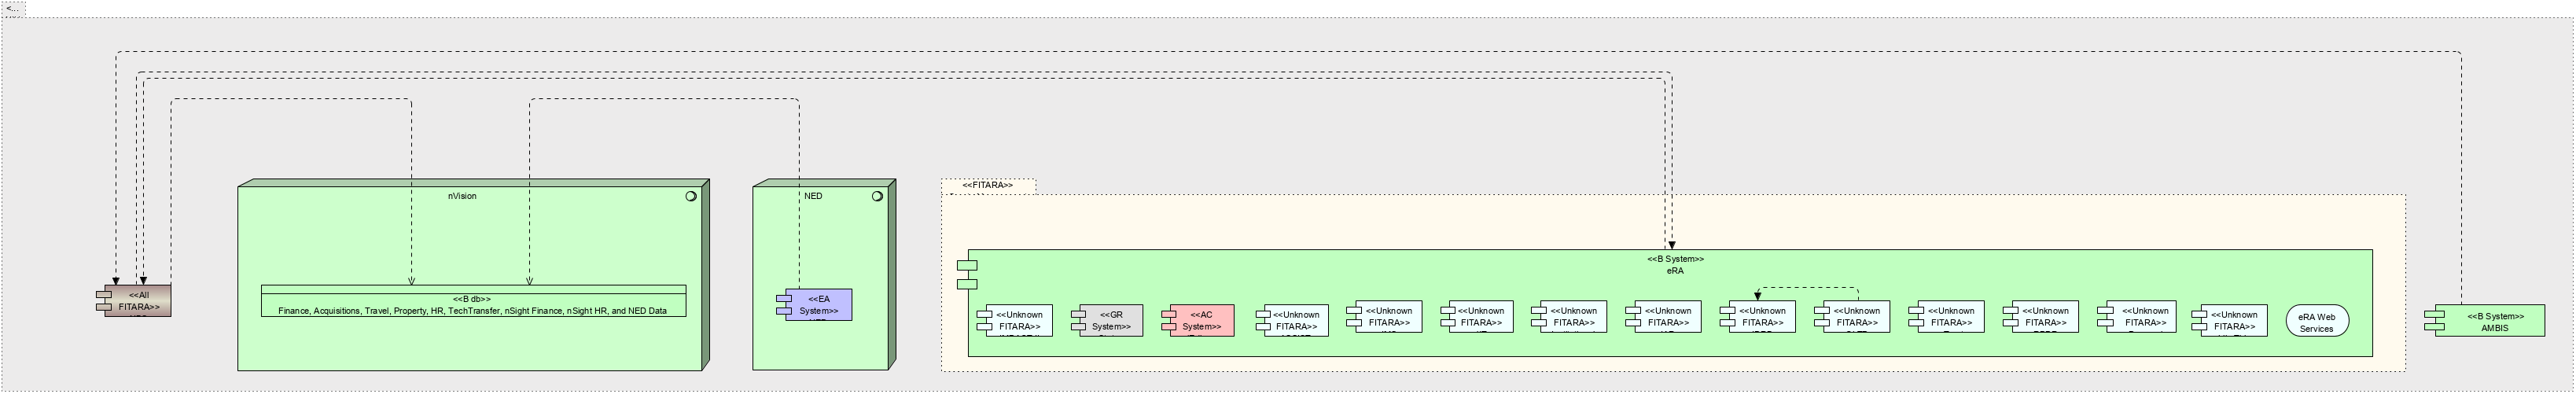 <...
<<All
FITARA>>
nVision
<<B db>>
Finance, Acquisitions, Travel, Property, HR, TechTransfer, nSight Finance, nSight HR, and NED Data
NED
<<EA
System>>
<<FITARA>>
<<B System>>
eRA
<<Unknown
FITARA>>
<<GR
System>>
<<AC
System>>
<<Unknown
FITARA>>
<<Unknown
FITARA>>
<<Unknown
FITARA>>
<<Unknown
FITARA>>
<<Unknown
FITARA>>
<<Unknown
FITARA>>
<<Unknown
FITARA>>
<<Unknown
FITARA>>
<<Unknown
FITARA>>
<<Unknown
FITARA>>
<<Unknown
FITARA>>
eRA Web
Services
<<B System>>
AMBIS